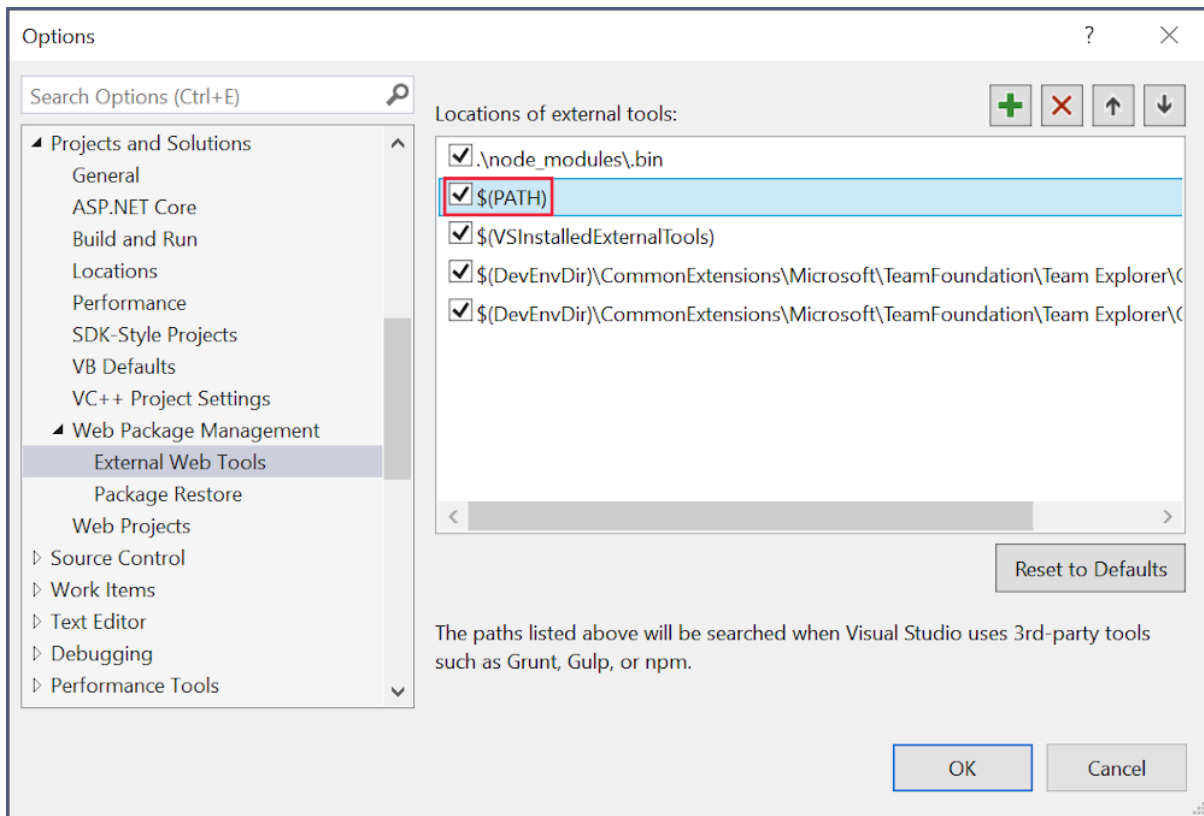 Options
Search Options (Ctrl+E)
Projects and Solutions
General
ASP.NET Core
Build and Run
Locations
Performance
SDK-Style Projects
VB Defaults
VC++ Project Settings
Web Package Management
External Web Tools
Package Restore
Web Projects
Source Control
Work Items
Text Editor
Debugging
Performance Tools
Locations of external tools:
.\node_modules\.bin
$(PATH)
$(VSInstalledExternalTools)
$(DevEnvDir)\CommonExtensions\Microsoft\TeamFoundation\Team Explorer\
$(DevEnvDir)\CommonExtensions\Microsoft\TeamFoundation\Team Explorer\
Reset to Defaults
The paths listed above will be searched when Visual Studio uses 3rd-party tools
such as Grunt, Gulp, or npm.
OK
Cancel